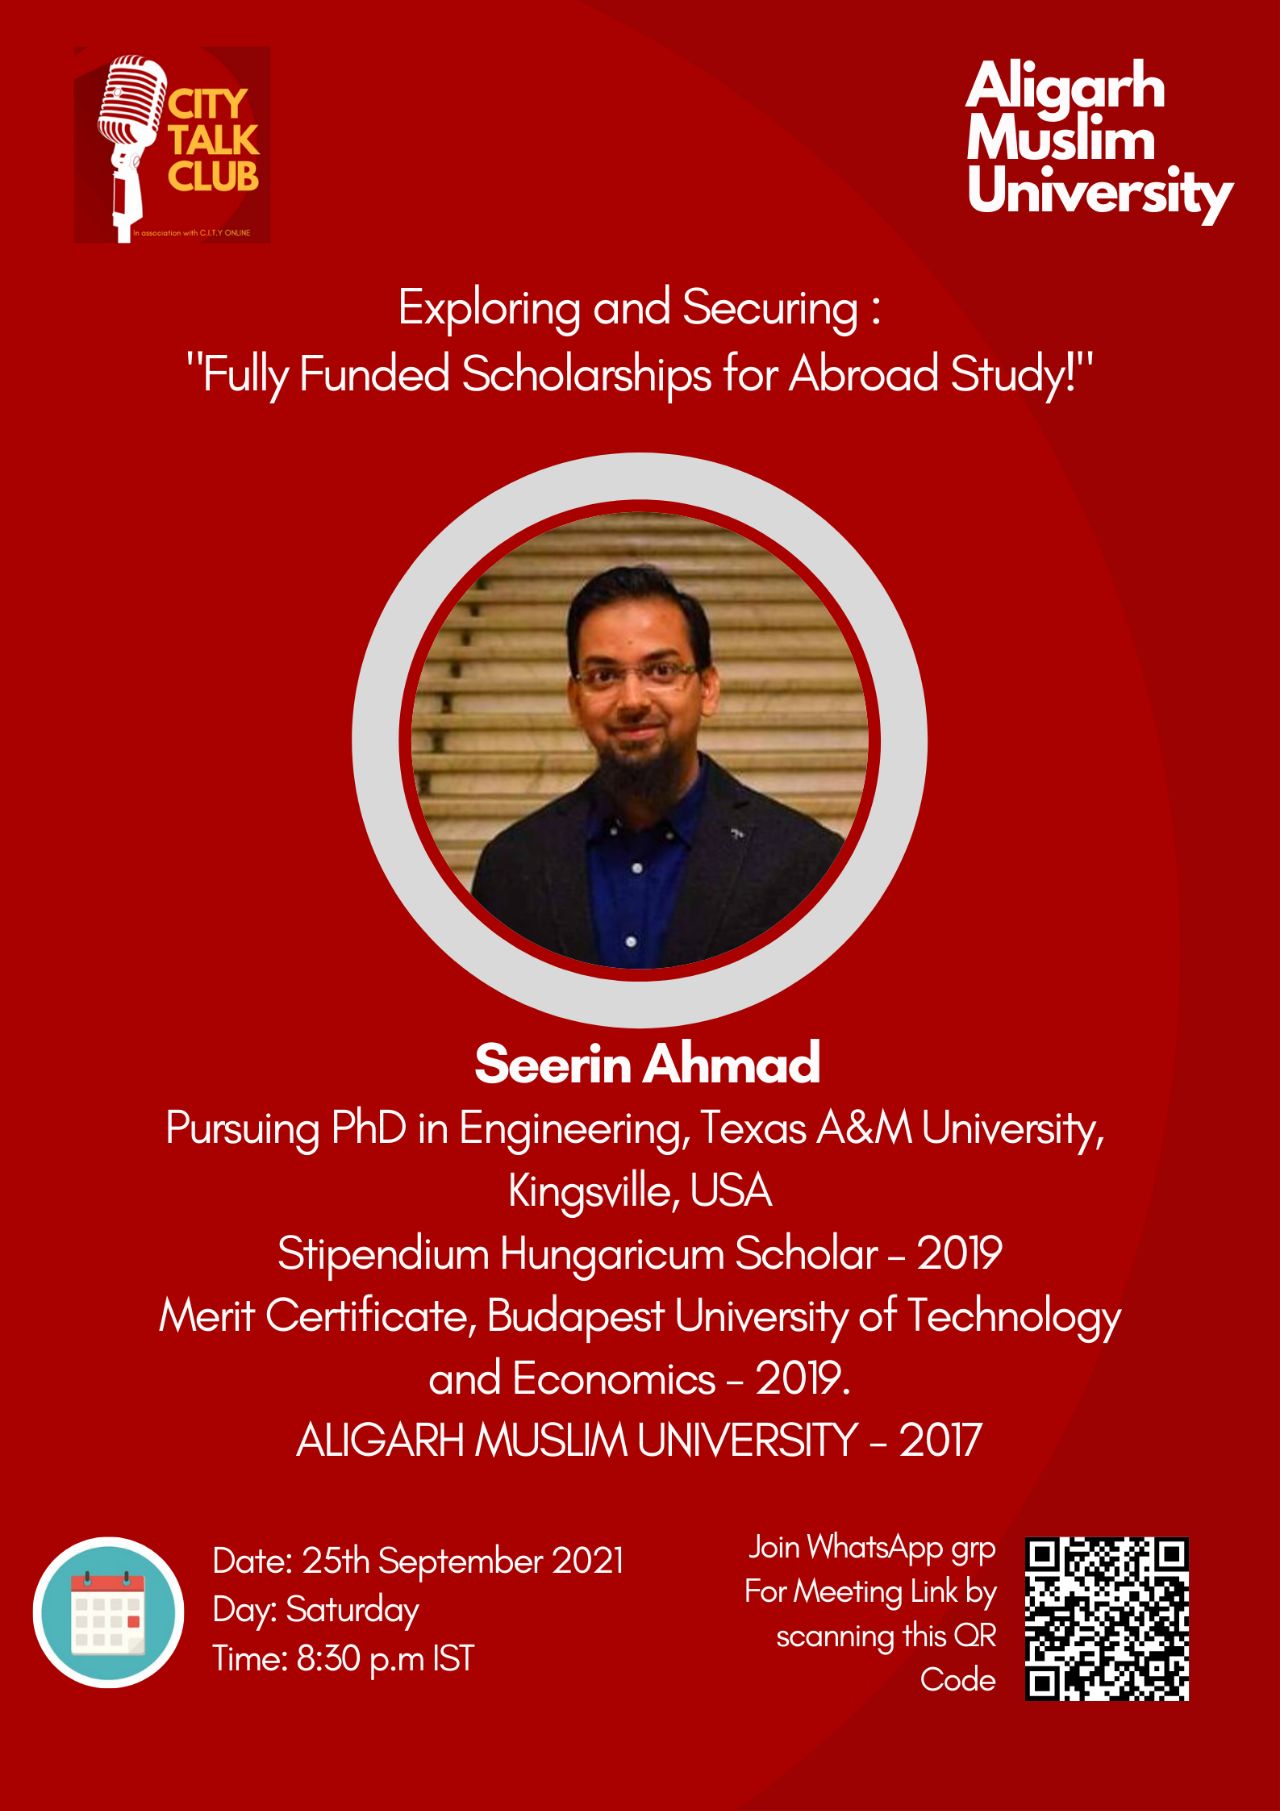 CITY
TALK
CLUB
In association with C.I.T.Y ONLINE
Aligarh
Muslim
University
Exploring and Securing :
"Fully Funded Scholarships for Abroad Study!"
Seerin Ahmad
Pursuing PhD in Engineering, Texas A&M University,
Kingsville, USA
Stipendium Hungaricum Scholar - 2019
Merit Certificate, Budapest University of Technology
and Economics - 2019.
ALIGARH MUSLIM UNIVERSITY - 2017
Date: 25th September 2021
Day: Saturday
Time: 8:30 p.m IST
Join WhatsApp grp
For Meeting Link by
scanning this QR
Code